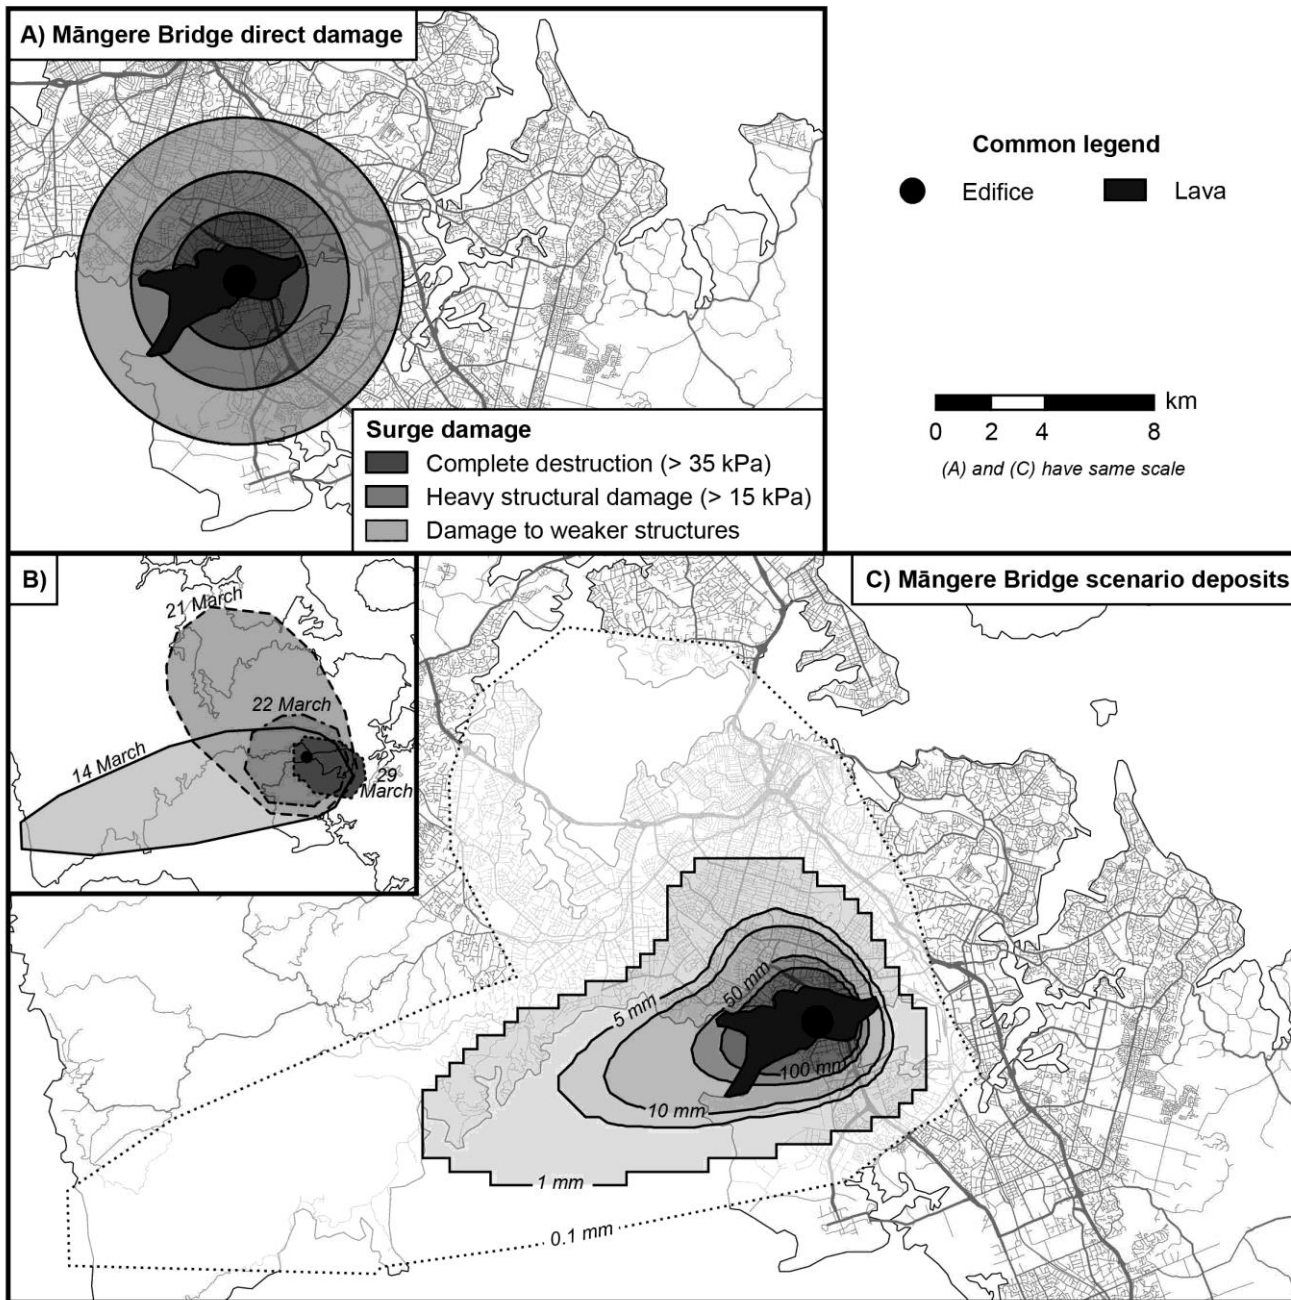 A) Māngere Bridge direct damage
Surge damage
Complete destruction (> 35 kPa)
Heavy structural damage (> 15 kPa)
Damage to weaker structures
Common legend
Edifice
Lava
km
0 2 4 8
(A) and (C) have same scale
B)
21 March
22 March
14 March
29
March
C) Māngere Bridge scenario deposits
50 mm
5 mm
100 mm
10 mm
1 mm
0.1 mm